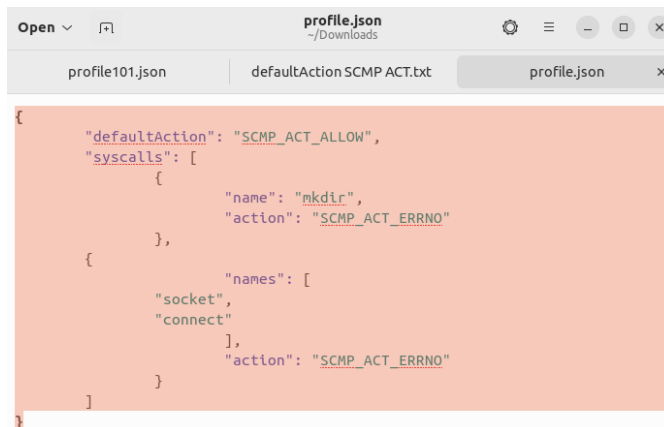 Open
profile.json
~/Downloads
profile101.json defaultAction SCMP ACT.txt profile.json
{
"defaultAction": "SCMP_ACT_ALLOW",
"syscalls": [
{
"name": "mkdir",
"action": "SCMP_ACT_ERRNO"
},
{
"names": [
"socket",
"connect"
],
"action": "SCMP_ACT_ERRNO"
}
]
}